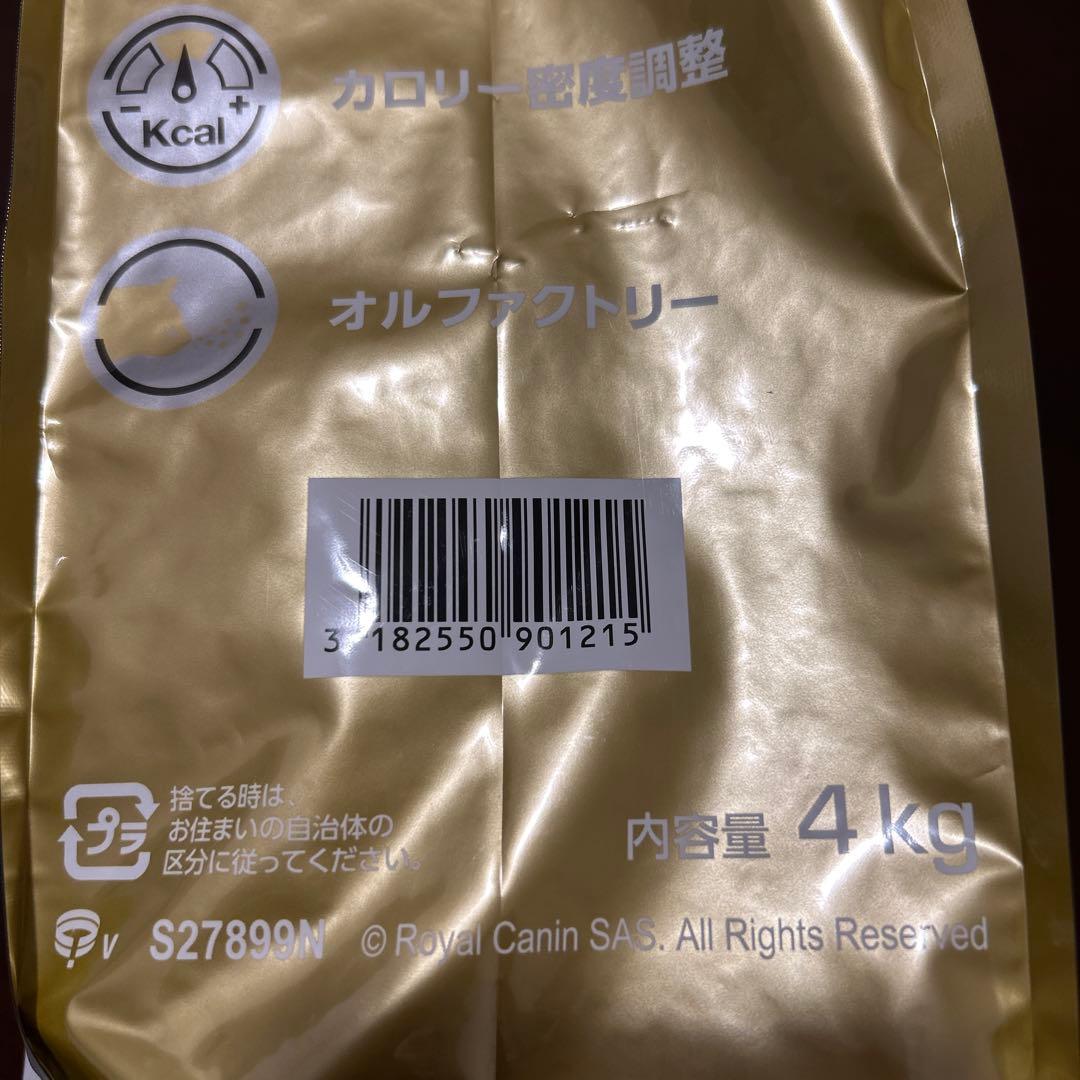 - +
Kcal
カロリー密度調整
オルファクトリー
3 182550 901215
プラ
捨てる時は、
お住まいの自治体の
区分に従ってください。
内容量 4kg
V S27899N © Royal Canin SAS. All Rights Reserved